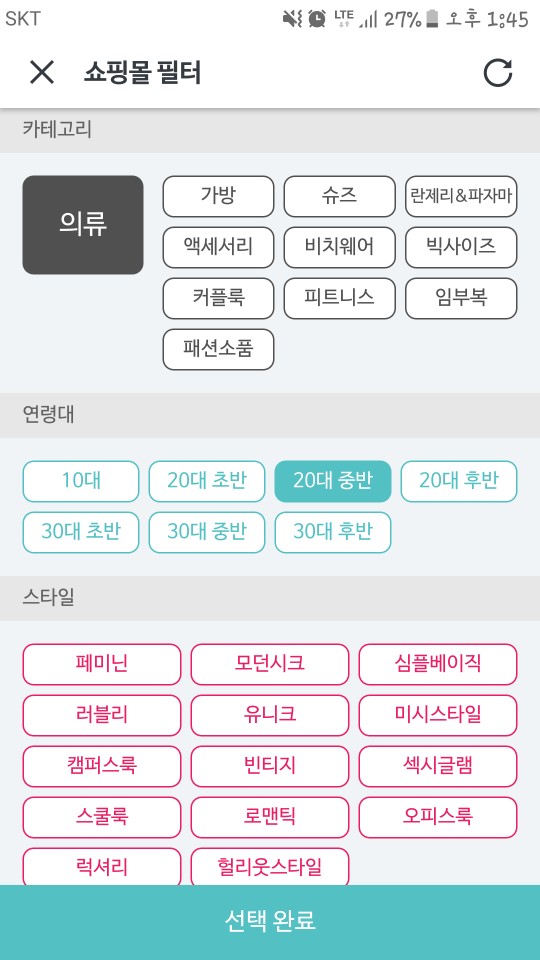 SKT LTE 27% 오후 1:45
쇼핑몰 필터
카테고리
의류
가방 슈즈 란제리&파자마
액세서리 비치웨어 빅사이즈
커플룩 피트니스 임부복
패션소품
연령대
10대 20대 초반 20대 중반 20대 후반
30대 초반 30대 중반 30대 후반
스타일
페미닌 모던시크 심플베이직
러블리 유니크 미시스타일
캠퍼스룩 빈티지 섹시글램
스쿨룩 로맨틱 오피스룩
럭셔리 헐리웃스타일
선택 완료